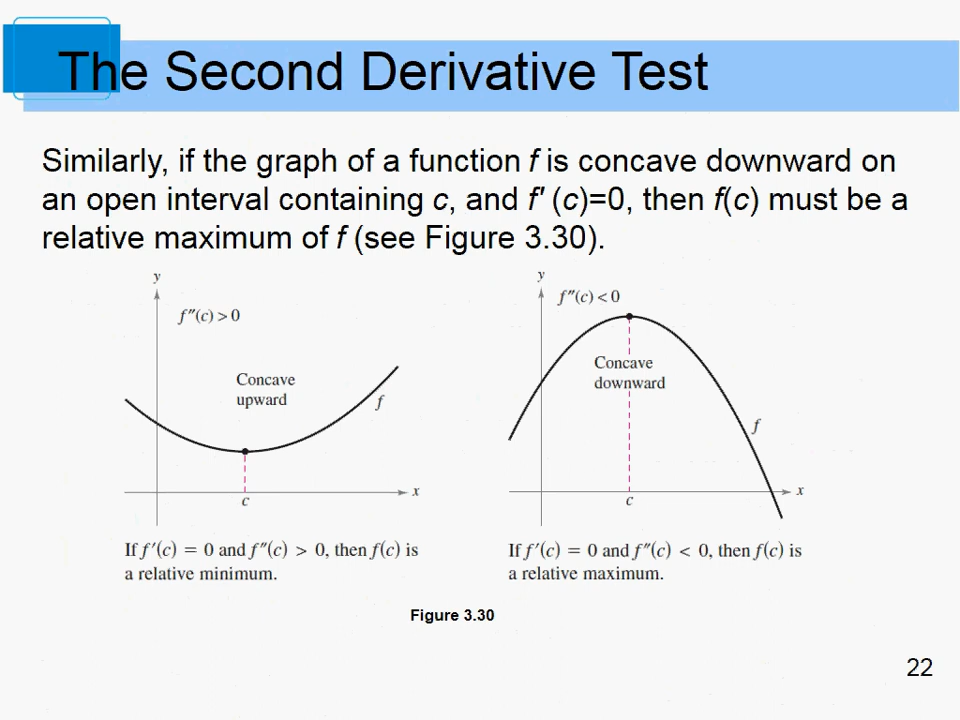 The Second Derivative Test
Similarly, if the graph of a function f is concave downward on
an open interval containing c, and f′ (c)=0, then f(c) must be a
relative maximum of f (see Figure 3.30).
y
f″(c) > 0
Concave
upward
f
x
c
If f′(c) = 0 and f″(c) > 0, then f(c) is
a relative minimum.
y
f″(c) < 0
Concave
downward
f
x
c
If f′(c) = 0 and f″(c) < 0, then f(c) is
a relative maximum.
Figure 3.30
22